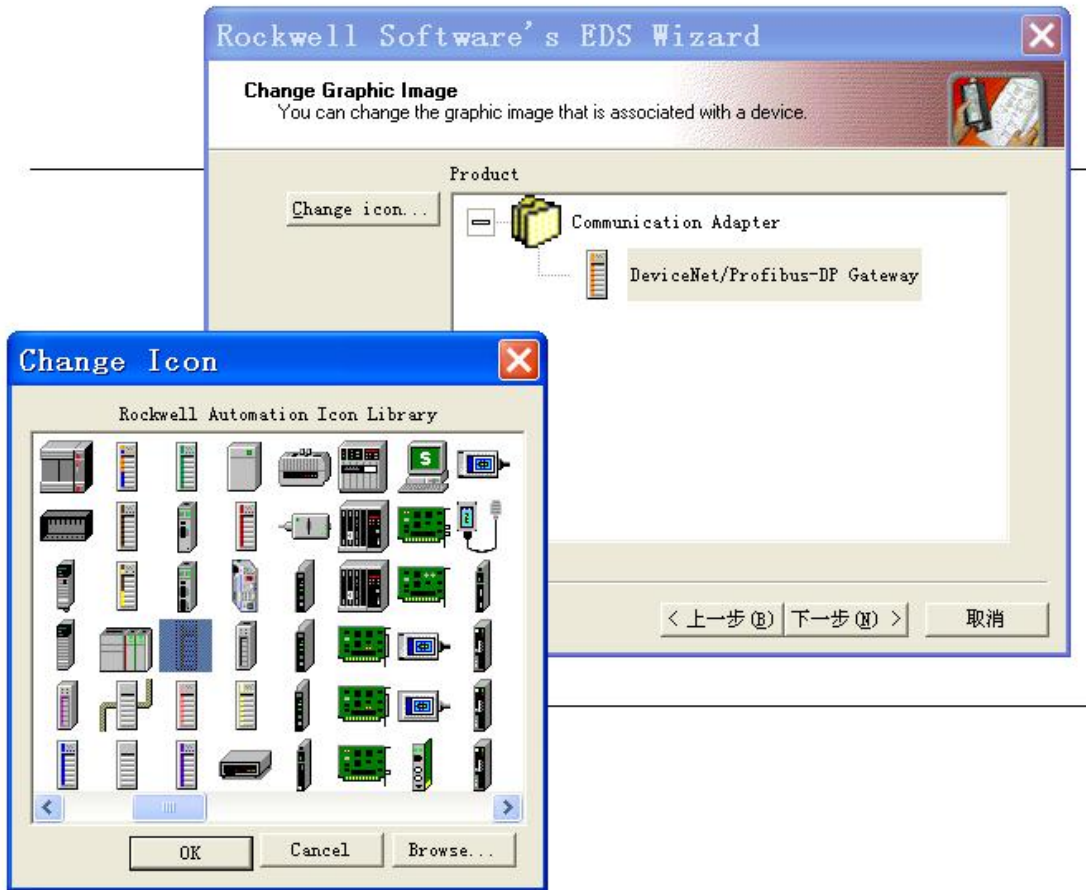 Rockwell Software's EDS Wizard
Change Graphic Image
You can change the graphic image that is associated with a device.
Product
Change icon...
Communication Adapter
DeviceNet/Profibus-DP Gateway
<上一步(B)
下一步(N) >
取消
Change Icon
Rockwell Automation Icon Library
S
OK
Cancel
Browse...